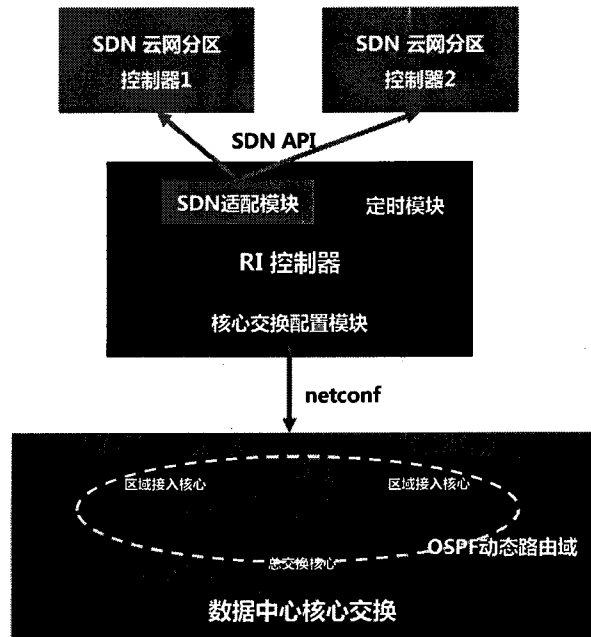 SDN 云网分区
控制器1
SDN 云网分区
控制器2
SDN API
SDN适配模块
定时模块
RI 控制器
核心交换配置模块
netconf
区域接入核心
区域接入核心
OSPF动态路由域
总交换核心
数据中心核心交换